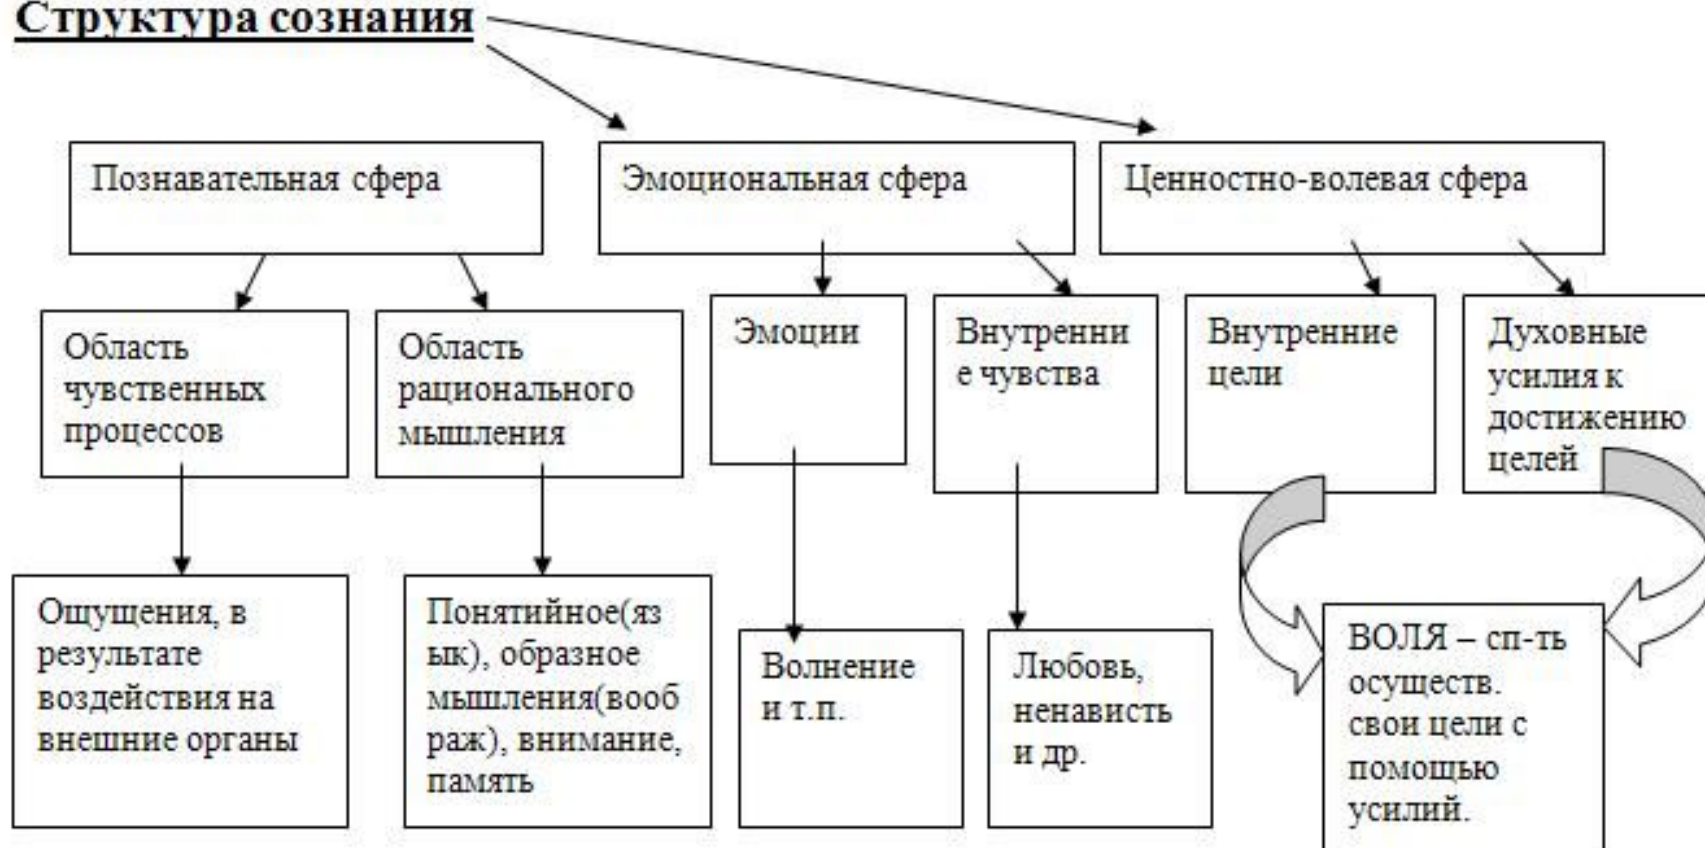 Структура сознания
Познавательная сфера
Эмоциональная сфера
Ценностно-волевая сфера
Область
чувственных
процессов
Область
рационального
мышления
Эмоции
Внутренни
е чувства
Внутренние
цели
Духовные
усилия к
достижению
целей
Ощущения, в
результате
воздействия на
внешние органы
Понятийное(яз
ык), образное
мышления(вооб
раж), внимание,
память
Волнение
и т.п.
Любовь,
ненависть
и др.
ВОЛЯ – сп-ть
осуществ.
свои цели с
помощью
усилий.